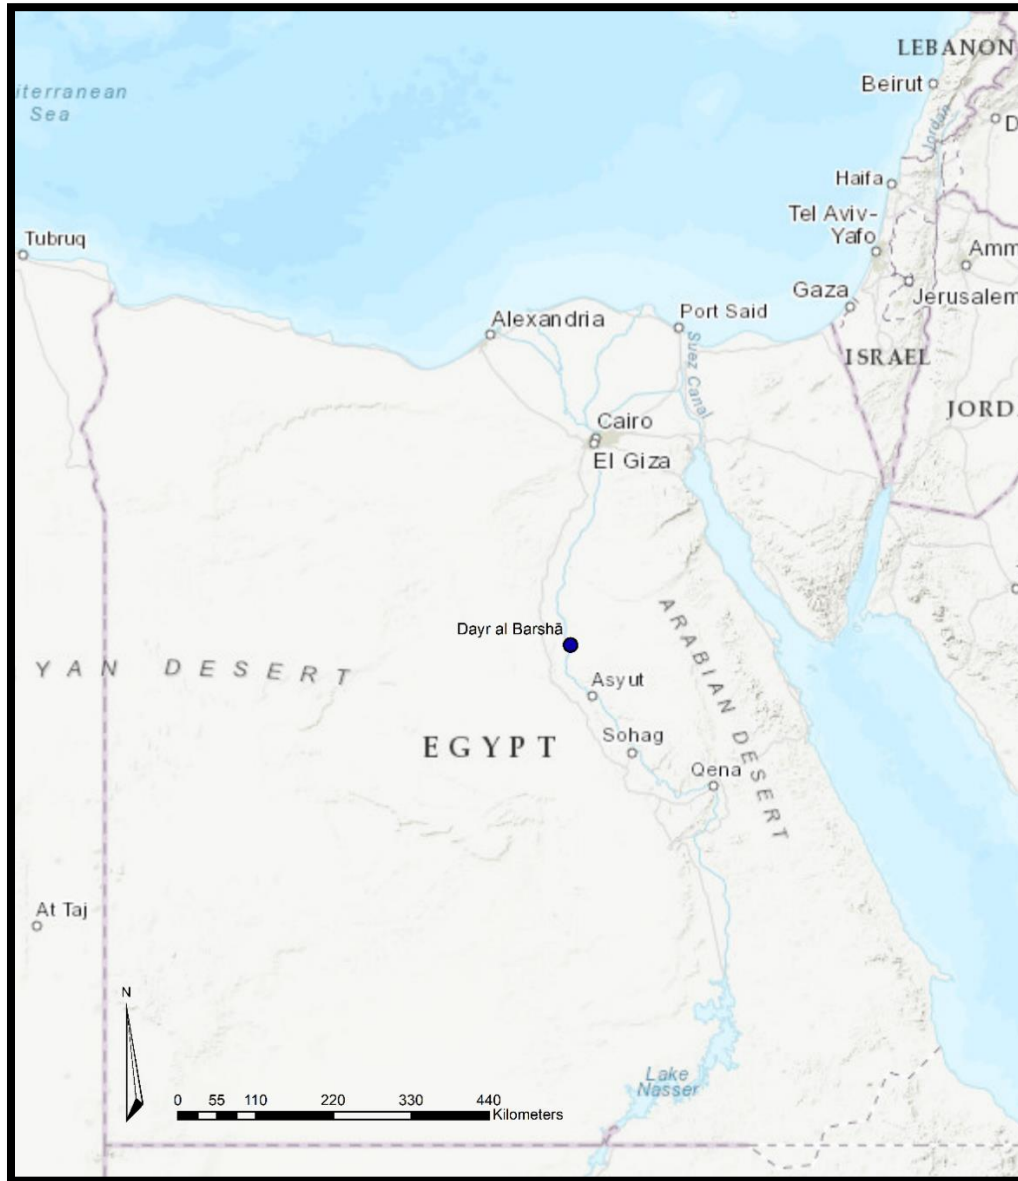 LEBANON
iterranean
Sea
Beirut
Jordan
D
Haifa
Tel Aviv-
Yafo
Tubruq
Amm
Gaza
Jerusalem
Alexandria
Port Said
Suez Canal
ISRAEL
JORD
Cairo
El Giza
Dayr al Barshā
ARABIAN DESERT
YAN DESERT
Asyut
EGYPT
Sohag
Qena
At Taj
N
Lake
Nasser
0 55 110 220 330 440
Kilometers